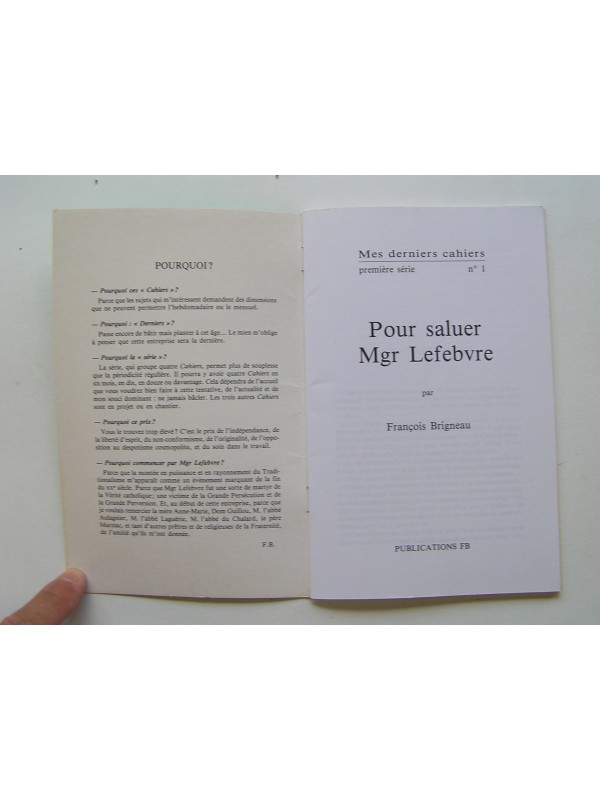 POURQUOI ?
— Pourquoi ces « Cahiers » ?
Parce que les sujets qui m'intéressent demandent des dimensions
que ne peuvent permettre l'hebdomadaire ou le mensuel.
— Pourquoi : « Derniers » ?
Passe encore de bâtir mais planter à cet âge... Le mien m'oblige
à penser que cette entreprise sera la dernière.
— Pourquoi la « série » ?
La série, qui groupe quatre Cahiers, permet plus de souplesse
que la périodicité régulière. Il pourra y avoir quatre Cahiers en
six mois, en dix, en douze ou davantage. Cela dépendra de l'accueil
que vous voudrez bien faire à cette tentative, de l'actualité et de
mon souci dominant : ne jamais bâcler. Les trois autres Cahiers
sont en projet ou en chantier.
— Pourquoi ce prix ?
Vous le trouvez trop élevé ? C'est le prix de l'indépendance, de
la liberté d'esprit, du non-conformisme, de l'originalité, de l'oppo-
sition au despotisme cosmopolite, et du soin dans le travail.
— Pourquoi commencer par Mgr Lefebvre ?
Parce que la montée en puissance et en rayonnement du Tradi-
tionalisme m'apparaît comme un événement marquant de la fin
du XXe siècle. Parce que Mgr Lefebvre fut une sorte de martyr de
la Vérité catholique ; une victime de la Grande Persécution et de
la Grande Perversion. Et, au début de cette entreprise, parce que
je voulais remercier la mère Anne-Marie, Dom Guillou, M. l'abbé
Aulagnier, M. l'abbé Laguérie, M. l'abbé du Chalard, le père
Marziac, et tant d'autres prêtres et de religieuses de la Fraternité,
de l'amitié qu'ils m'ont donnée.
F.B.
Mes derniers cahiers
première série n° 1
Pour saluer
Mgr Lefebvre
par
François Brigneau
PUBLICATIONS FB